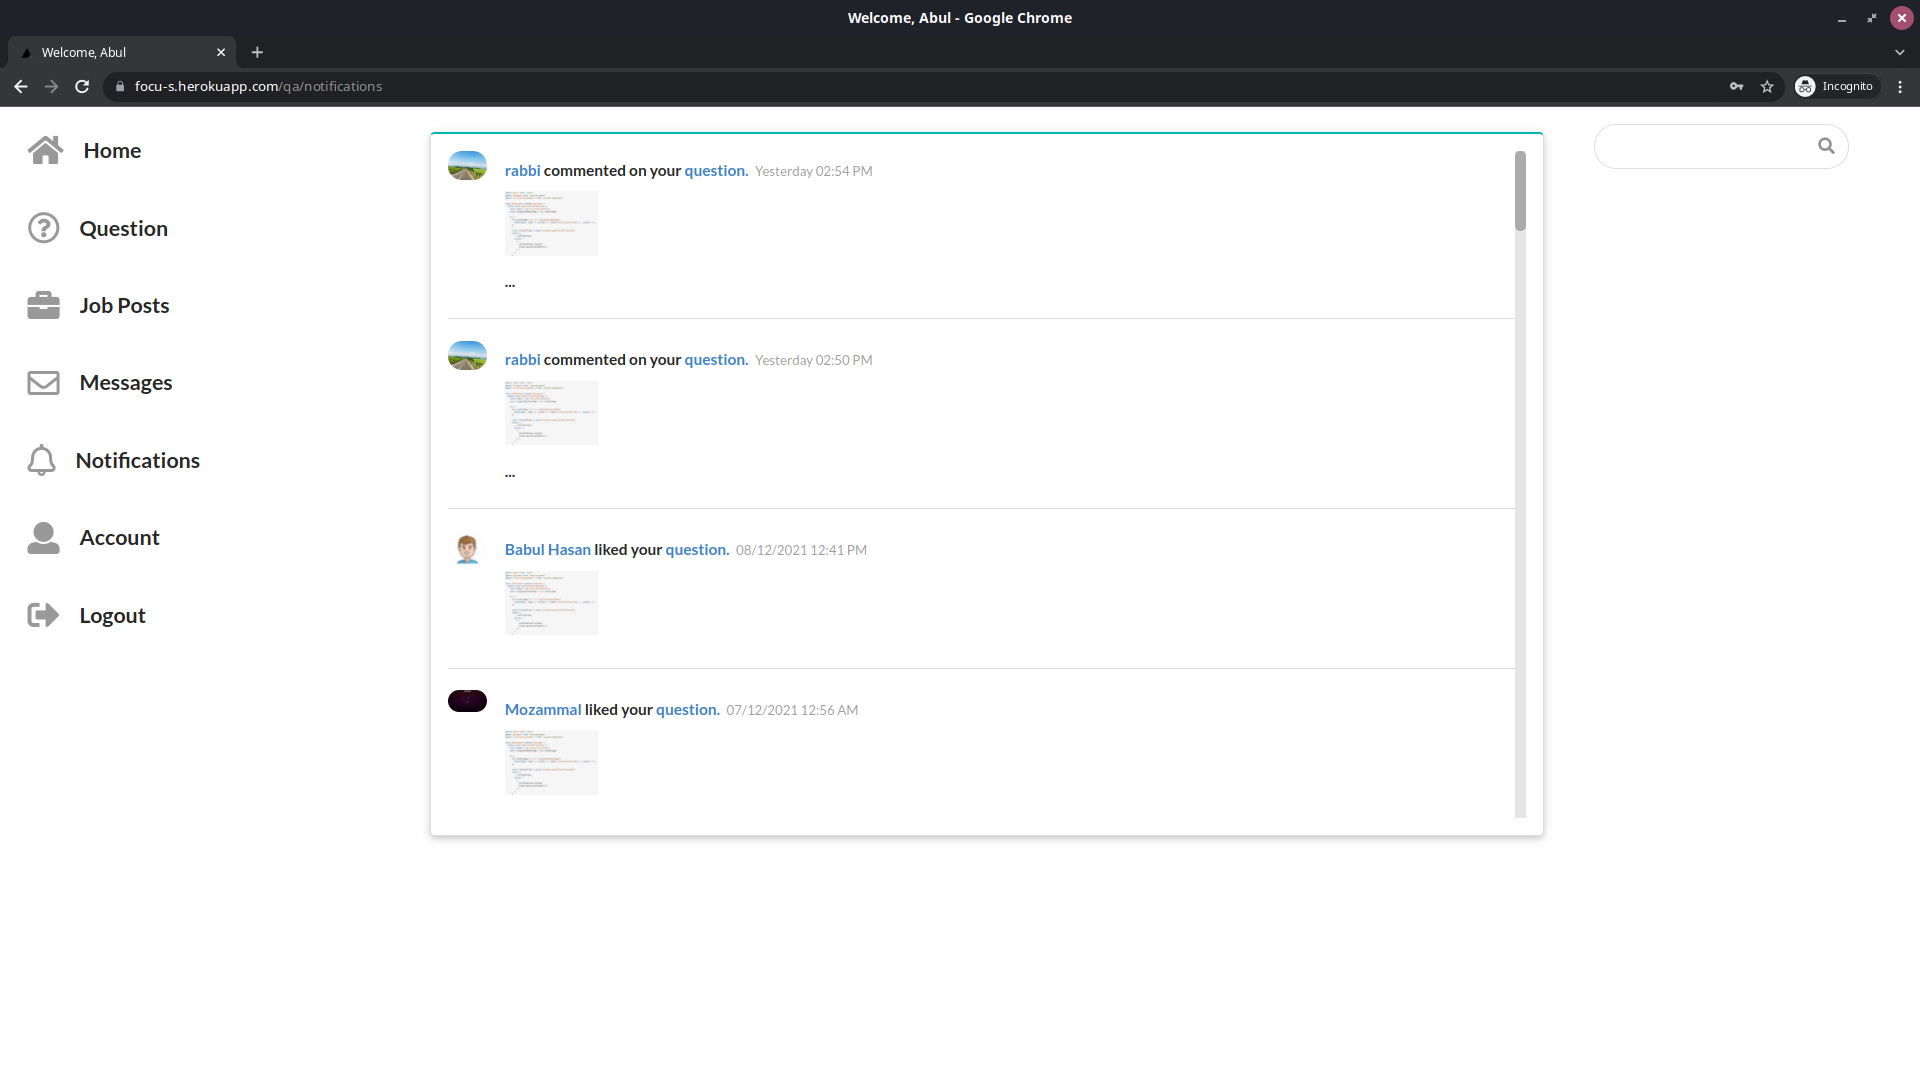 Welcome, Abul - Google Chrome
Welcome, Abul
focu-s.herokuapp.com/qa/notifications
Incognito
Home
Question
Job Posts
Messages
Notifications
Account
Logout
rabbi commented on your question. Yesterday 02:54 PM
...
rabbi commented on your question. Yesterday 02:50 PM
...
Babul Hasan liked your question. 08/12/2021 12:41 PM
Mozammal liked your question. 07/12/2021 12:56 AM